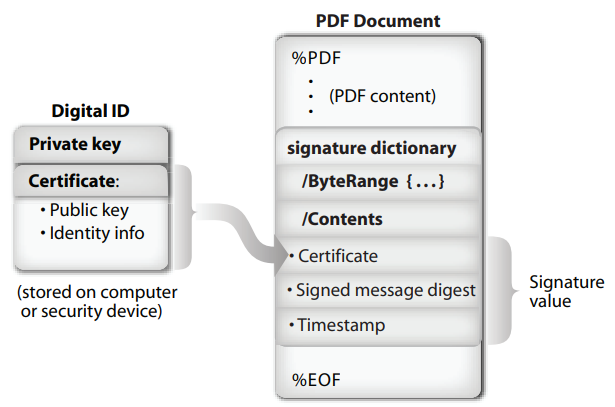 PDF Document
%PDF
(PDF content)
Digital ID
Private key
Certificate:
• Public key
• Identity info
(stored on computer
or security device)
signature dictionary
/ByteRange {...}
/Contents
• Certificate
• Signed message digest
• Timestamp
Signature
value
%EOF